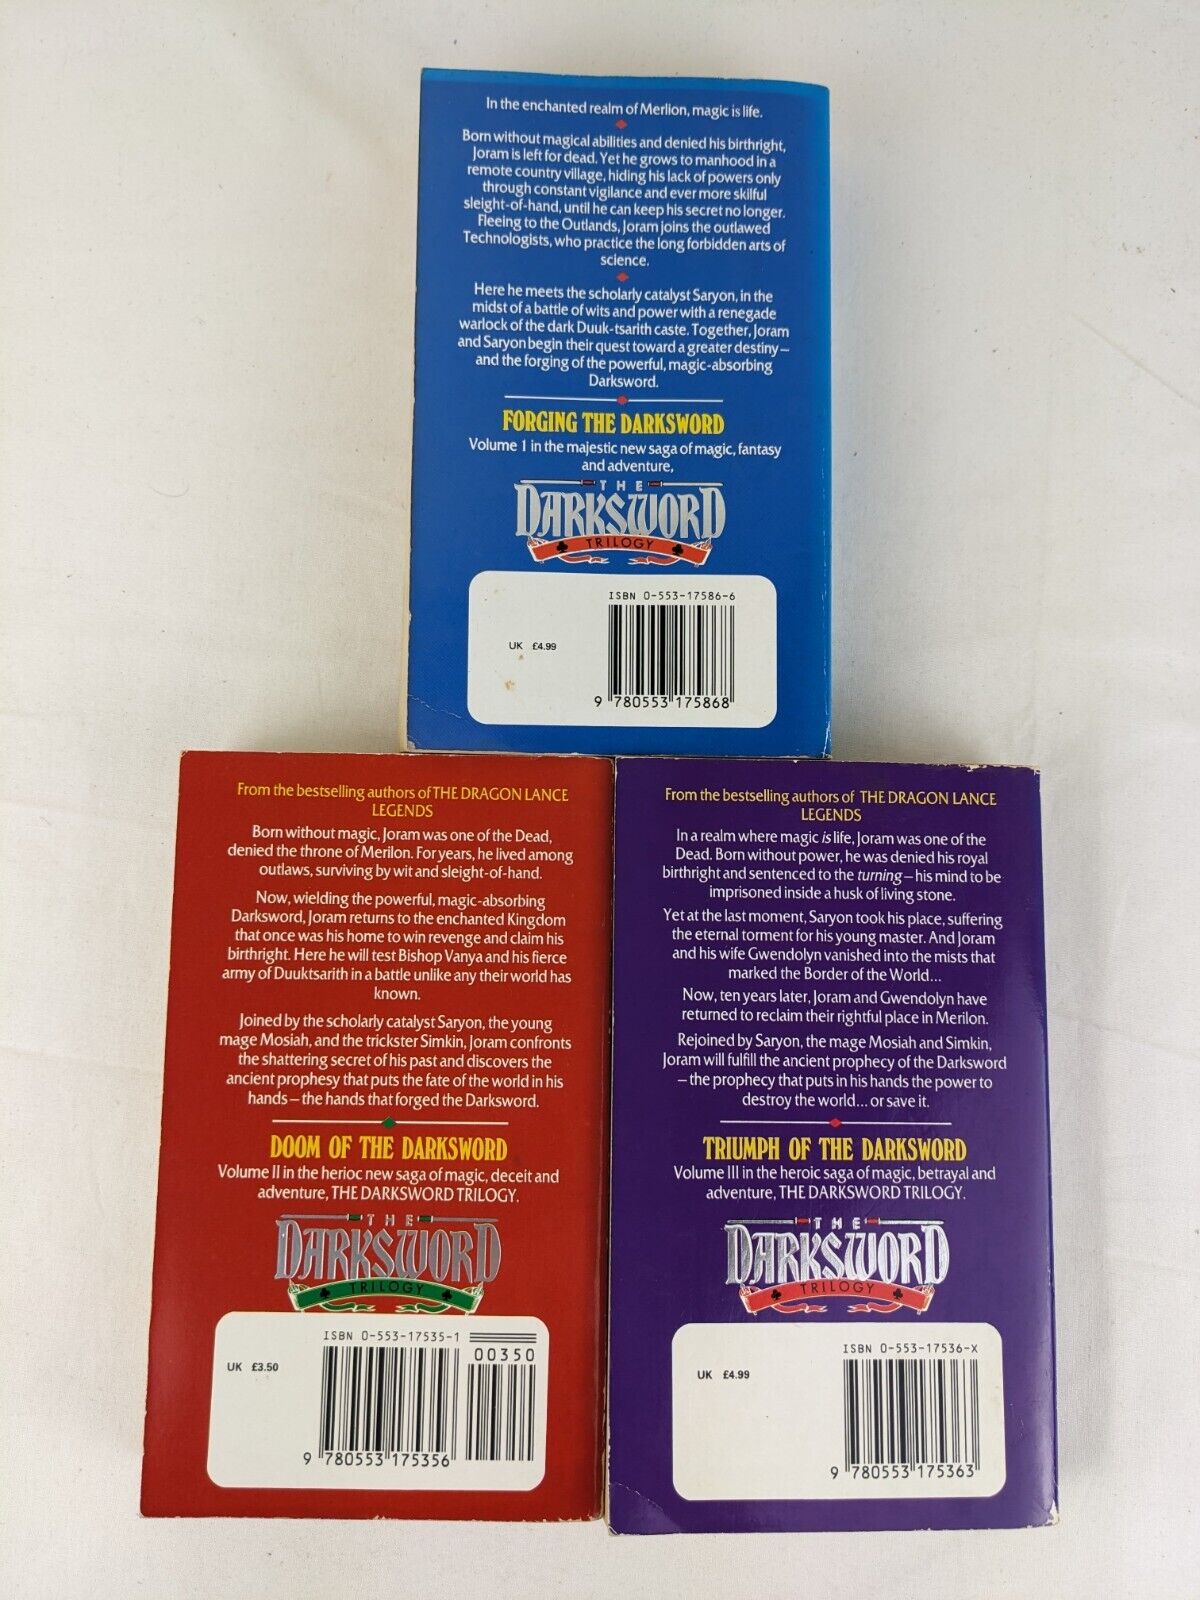 In the enchanted realm of Merlion, magic is life.
Born without magical abilities and denied his birthright,
Joram is left for dead. Yet he grows to manhood in a
remote country village, hiding his lack of powers only
through constant vigilance and ever more skilful
sleight-of-hand, until he can keep his secret no longer.
Fleeing to the Outlands, Joram joins the outlawed
Technologists, who practice the long forbidden arts of
science.
Here he meets the scholarly catalyst Saryon, in the
midst of a battle of wits and power with a renegade
warlock of the dark Duuk-tsarith caste. Together, Joram
and Saryon begin their quest toward a greater destiny –
and the forging of the powerful, magic-absorbing
Darksword.
FORGING THE DARKSWORD
Volume 1 in the majestic new saga of magic, fantasy
and adventure,
THE
DARKSWORD
TRILOGY
ISBN 0-553-17586-6
UK £4.99
9 780553 175868
From the bestselling authors of THE DRAGON LANCE
LEGENDS
Born without magic, Joram was one of the Dead,
denied the throne of Merilon. For years, he lived among
outlaws, surviving by wit and sleight-of-hand.
Now, wielding the powerful, magic-absorbing
Darksword, Joram returns to the enchanted Kingdom
that once was his home to win revenge and claim his
birthright. Here he will test Bishop Vanya and his fierce
army of Duuktsarith in a battle unlike any their world has
known.
Joined by the scholarly catalyst Saryon, the young
mage Mosiah, and the trickster Simkin, Joram confronts
the shattering secret of his past and discovers the
ancient prophesy that puts the fate of the world in his
hands – the hands that forged the Darksword.
DOOM OF THE DARKSWORD
Volume II in the herioc new saga of magic, deceit and
adventure, THE DARKSWORD TRILOGY.
THE
DARKSWORD
TRILOGY
ISBN 0-553-17535-1
00350
UK £3.50
9 780553 175356
From the bestselling authors of THE DRAGON LANCE
LEGENDS
In a realm where magic is life, Joram was one of the
Dead. Born without power, he was denied his royal
birthright and sentenced to the turning – his mind to be
imprisoned inside a husk of living stone.
Yet at the last moment, Saryon took his place, suffering
the eternal torment for his young master. And Joram
and his wife Gwendolyn vanished into the mists that
marked the Border of the World...
Now, ten years later, Joram and Gwendolyn have
returned to reclaim their rightful place in Merilon.
Rejoined by Saryon, the mage Mosiah and Simkin,
Joram will fulfill the ancient prophecy of the Darksword
– the prophecy that puts in his hands the power to
destroy the world... or save it.
TRIUMPH OF THE DARKSWORD
Volume III in the heroic saga of magic, betrayal and
adventure, THE DARKSWORD TRILOGY.
THE
DARKSWORD
TRILOGY
ISBN 0-553-17536-X
UK £4.99
9 780553 175363